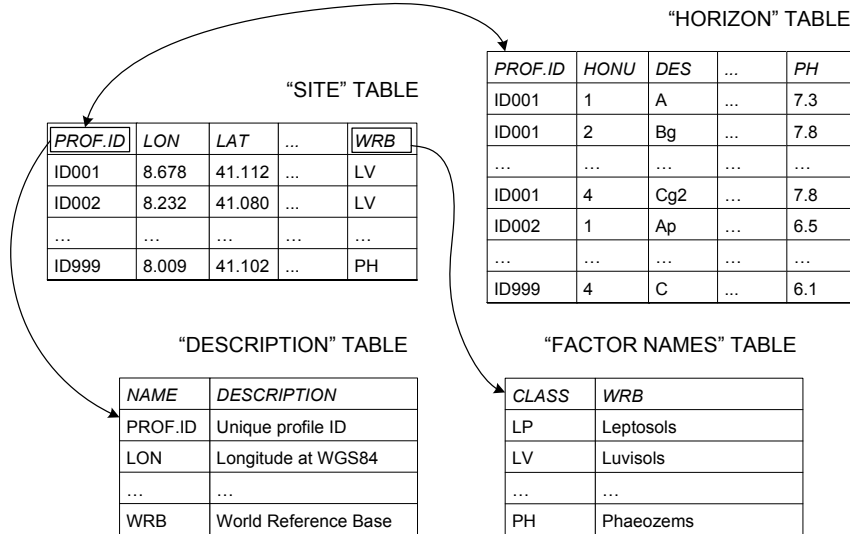 “HORIZON” TABLE
PROF.ID HONU DES ... PH
ID001 1 A ... 7.3
ID001 2 Bg ... 7.8
... ... ... ... ...
ID001 4 Cg2 ... 7.8
ID002 1 Ap ... 6.5
... ... ... ... ...
ID999 4 C ... 6.1
“SITE” TABLE
PROF.ID LON LAT ... WRB
ID001 8.678 41.112 ... LV
ID002 8.232 41.080 ... LV
... ... ... ... ...
ID999 8.009 41.102 ... PH
“DESCRIPTION” TABLE
NAME DESCRIPTION
PROF.ID Unique profile ID
LON Longitude at WGS84
... ...
WRB World Reference Base
“FACTOR NAMES” TABLE
CLASS WRB
LP Leptosols
LV Luvisols
... ...
PH Phaeozems